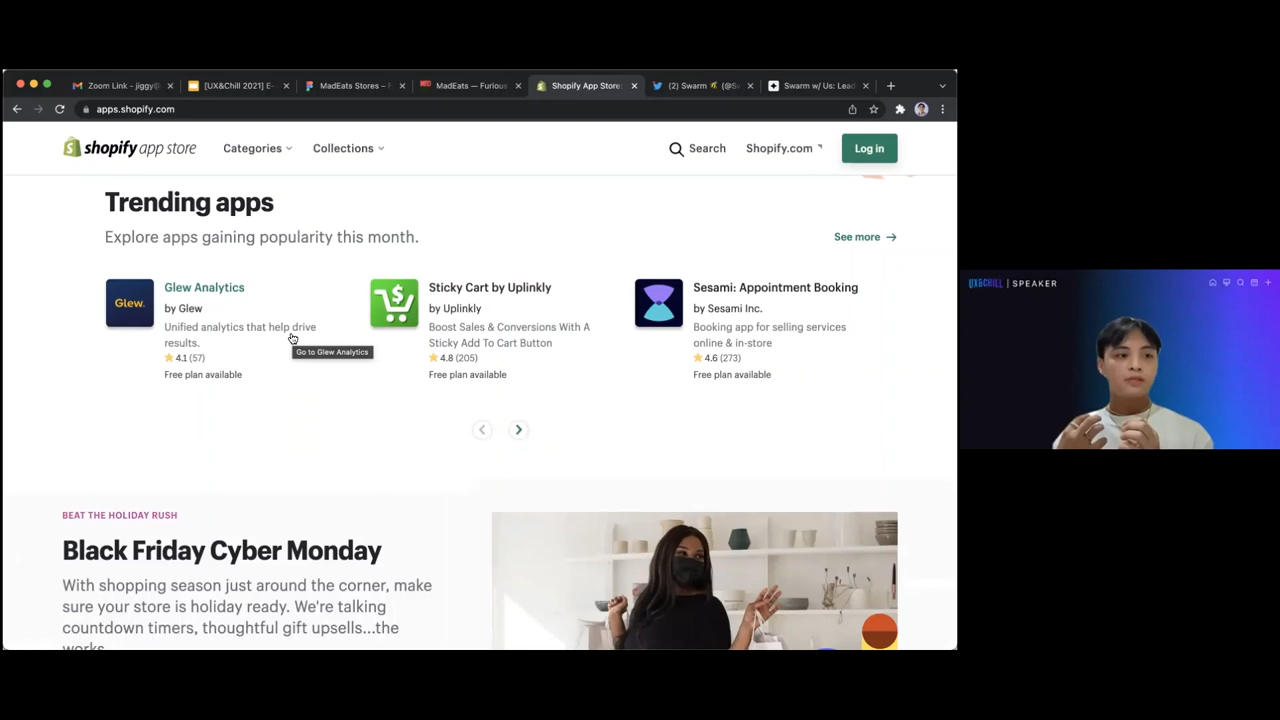 Zoom Link - jiggy@
[UX&Chill 2021] E-
MadEats Stores – F
MadEats — Furious
Shopify App Store:
(2) Swarm
Swarm w/ Us: Lead
apps.shopify.com
shopify app store
Categories
Collections
Search
Shopify.com
Log in
Trending apps
Explore apps gaining popularity this month.
See more →
Glew.
Glew Analytics
by Glew
Unified analytics that help drive
results.
4.1 (57)
Free plan available
Go to Glew Analytics
Sticky Cart by Uplinkly
by Uplinkly
Boost Sales & Conversions With A
Sticky Add To Cart Button
4.8 (205)
Free plan available
Sesami: Appointment Booking
by Sesami Inc.
Booking app for selling services
online & in-store
4.6 (273)
Free plan available
BEAT THE HOLIDAY RUSH
Black Friday Cyber Monday
With shopping season just around the corner, make
sure your store is holiday ready. We're talking
countdown timers, thoughtful gift upsells...the
works.
UX&CHILL | SPEAKER